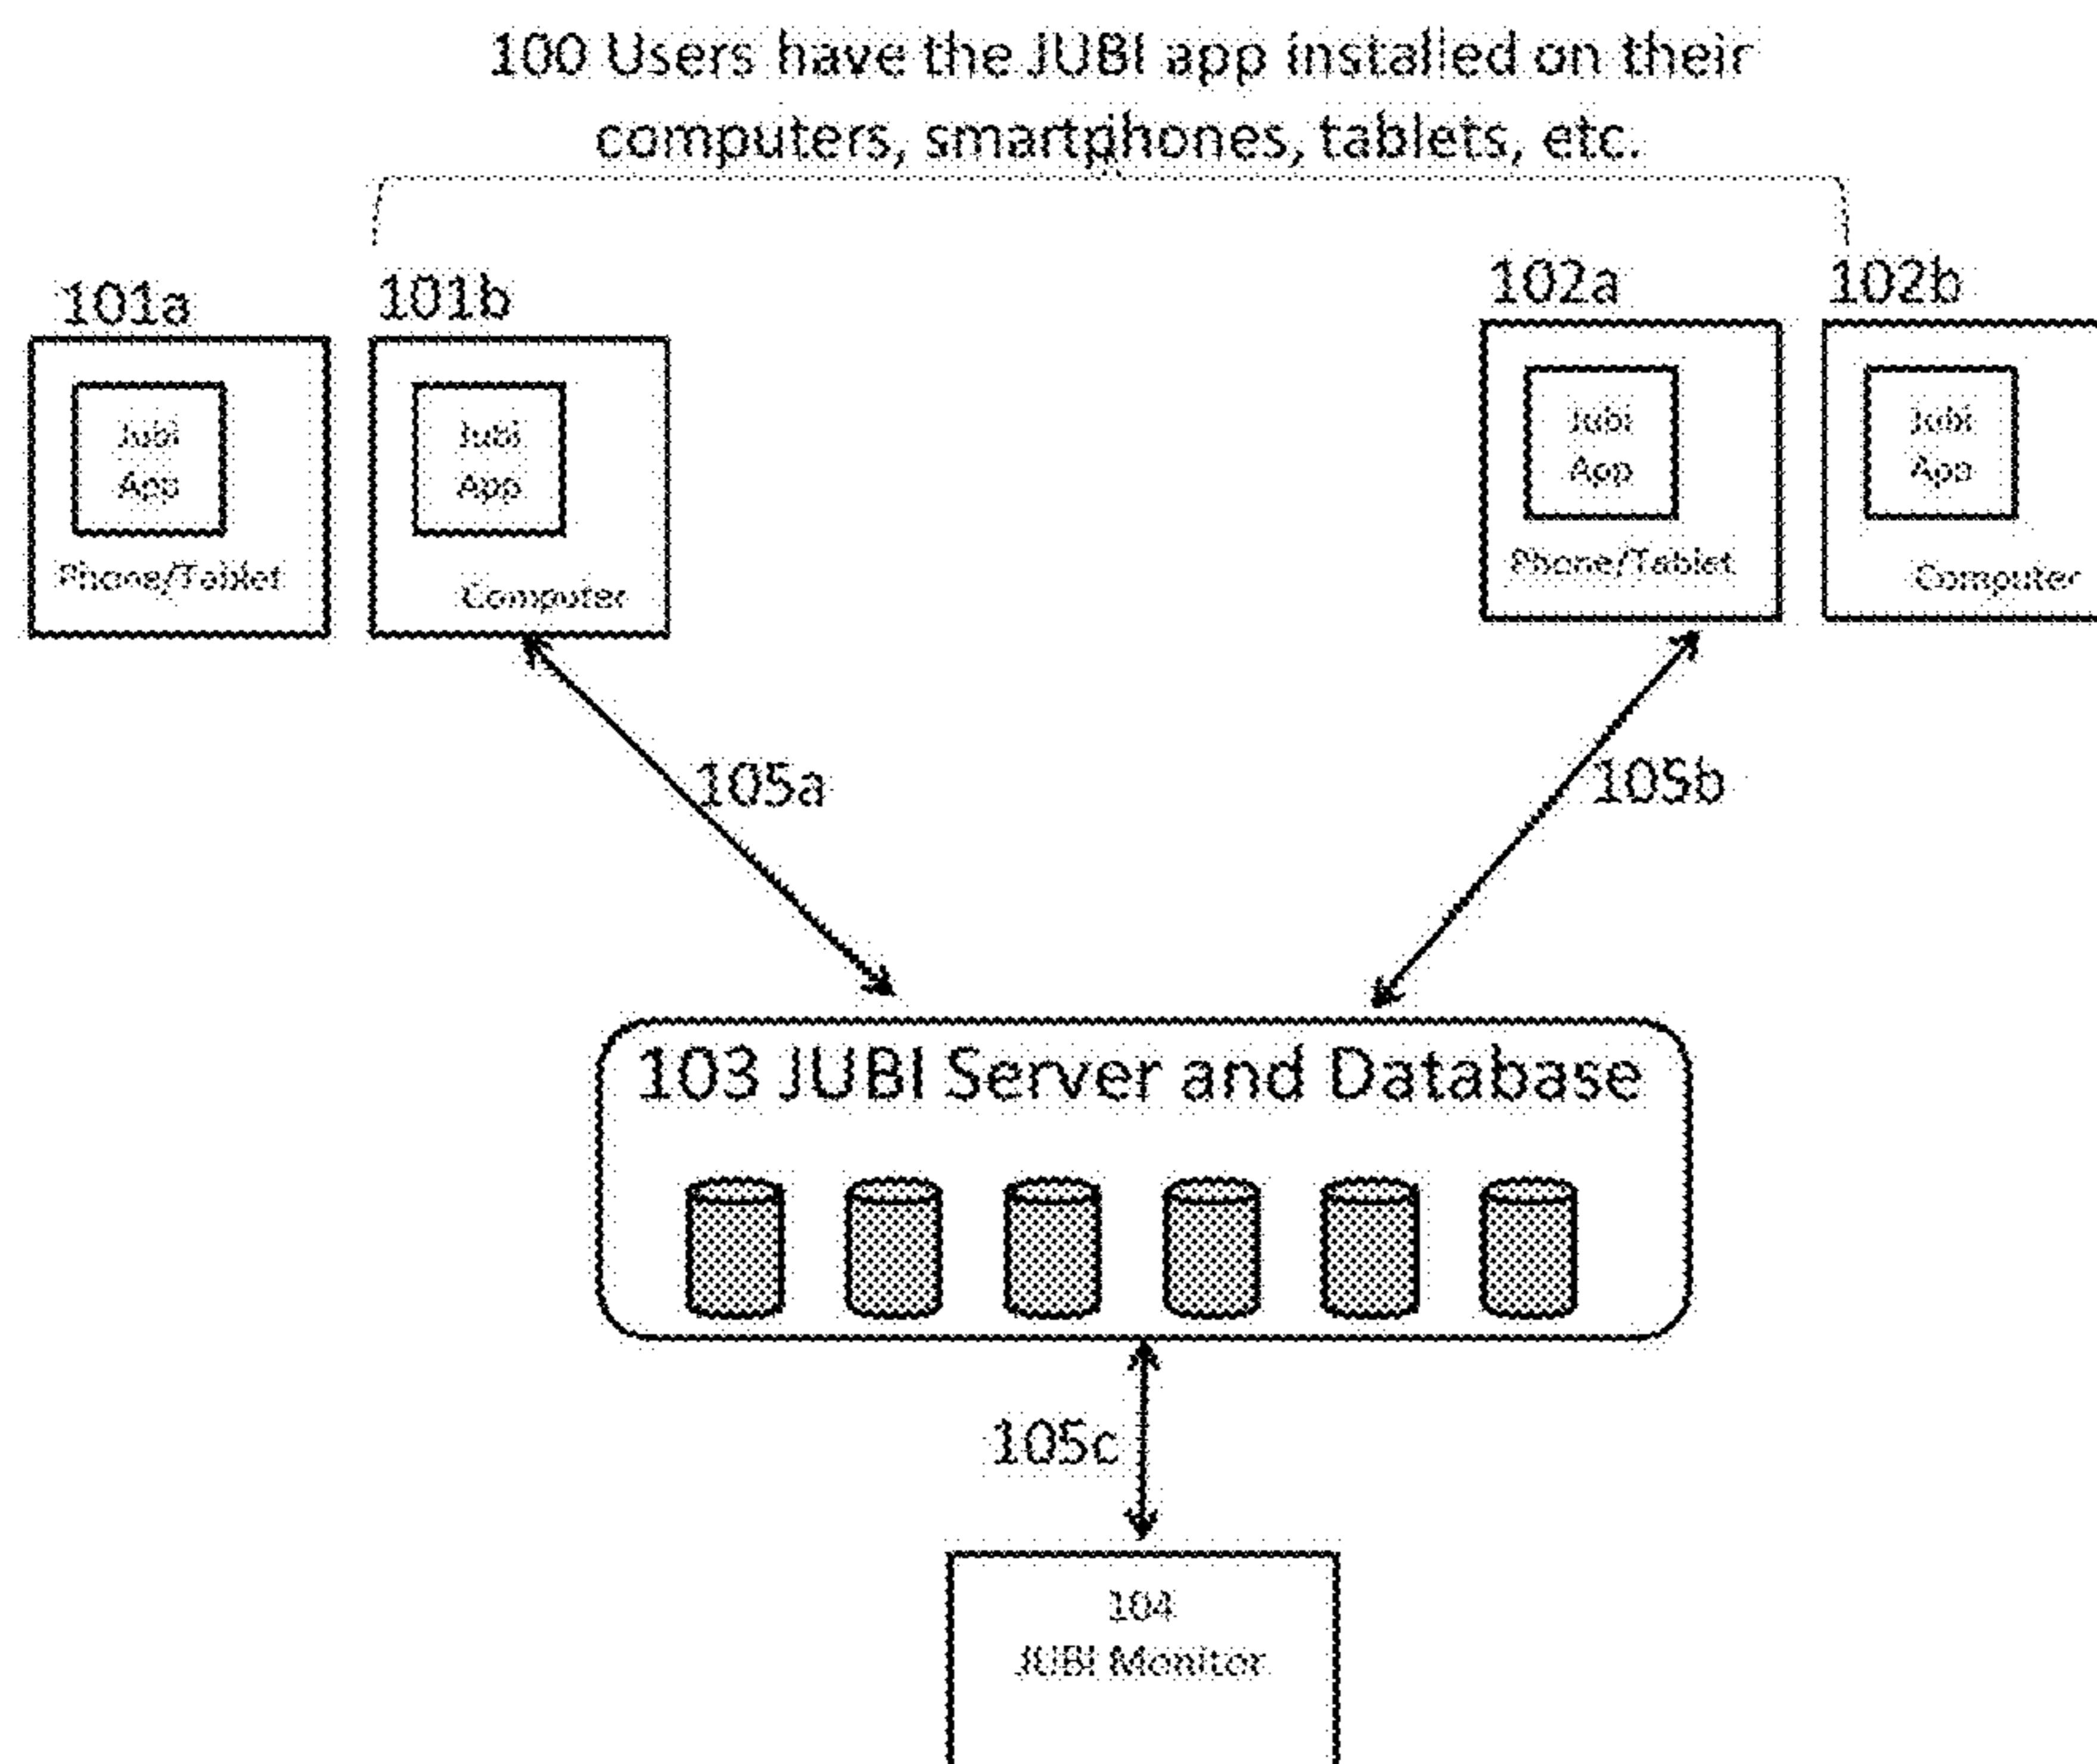 100 Users have the JUBI app installed on their
computers, smartphones, tablets, etc.
101a
101b
102a
102b
Jubi
App
Phone/Tablet
Jubi
App
Computer
Jubi
App
Phone/Tablet
Jubi
App
Computer
105a
105b
103 JUBI Server and Database
105c
104
JUBI Monitor